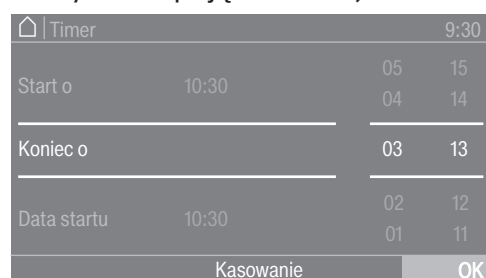 Timer 9:30
05 15
Start o 10:30
04 14
Koniec o 03 13
02 12
Data startu 10:30
01 11
Kasowanie OK